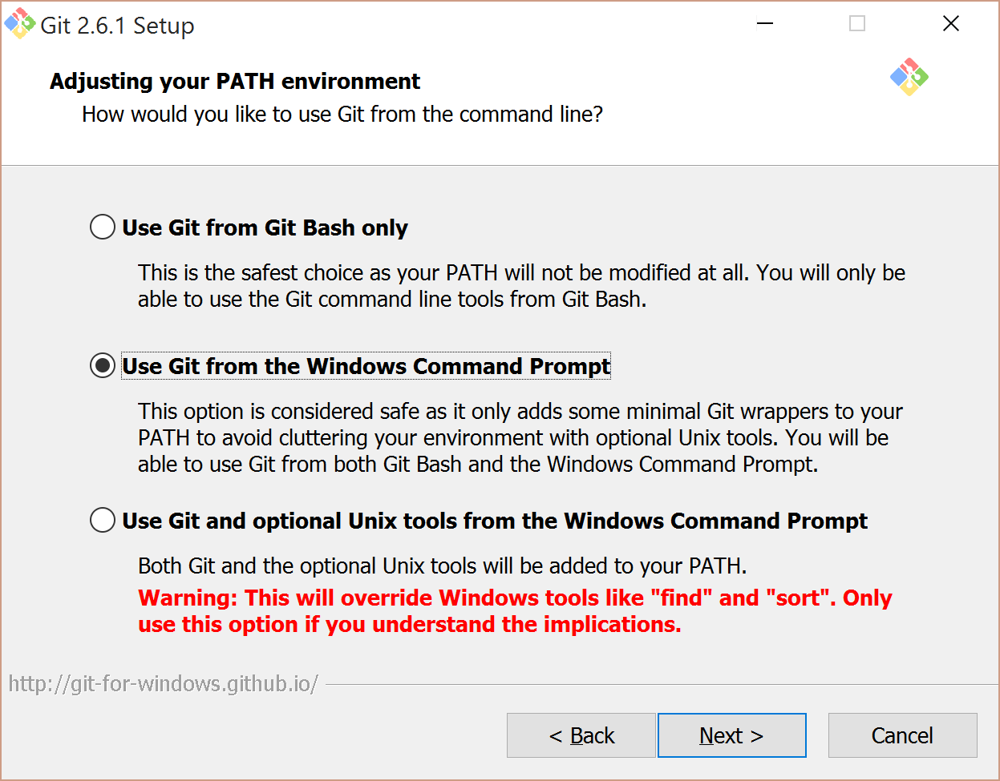 Git 2.6.1 Setup
Adjusting your PATH environment
How would you like to use Git from the command line?
Use Git from Git Bash only
This is the safest choice as your PATH will not be modified at all. You will only be
able to use the Git command line tools from Git Bash.
Use Git from the Windows Command Prompt
This option is considered safe as it only adds some minimal Git wrappers to your
PATH to avoid cluttering your environment with optional Unix tools. You will be
able to use Git from both Git Bash and the Windows Command Prompt.
Use Git and optional Unix tools from the Windows Command Prompt
Both Git and the optional Unix tools will be added to your PATH.
Warning: This will override Windows tools like "find" and "sort". Only
use this option if you understand the implications.
http://git-for-windows.github.io/
< Back Next > Cancel